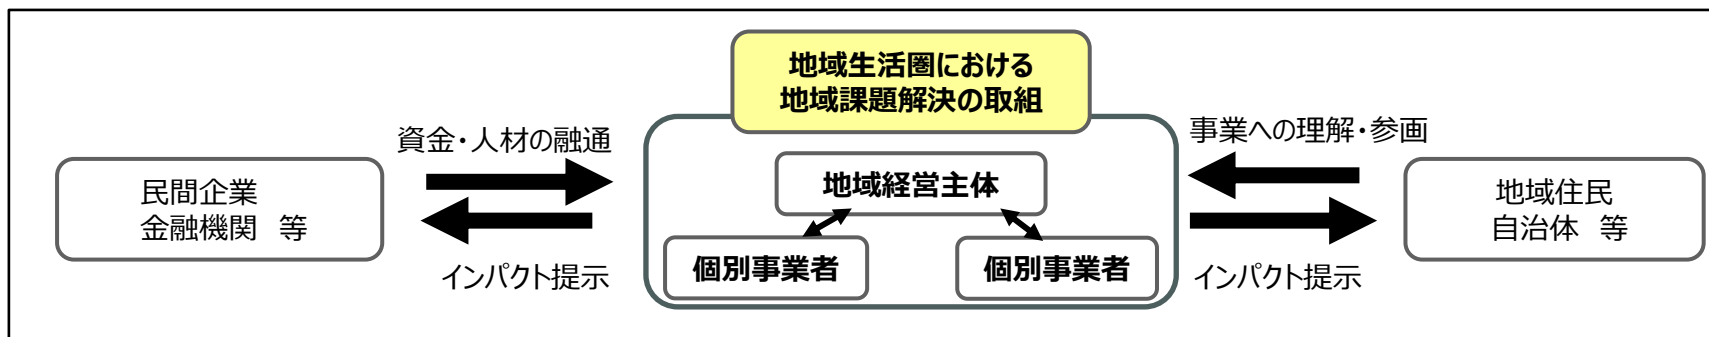 地域生活圏における
地域課題解決の取組
資金・人材の融通
事業への理解・参画
民間企業
金融機関 等
地域経営主体
地域住民
自治体 等
個別事業者
個別事業者
インパクト提示
インパクト提示